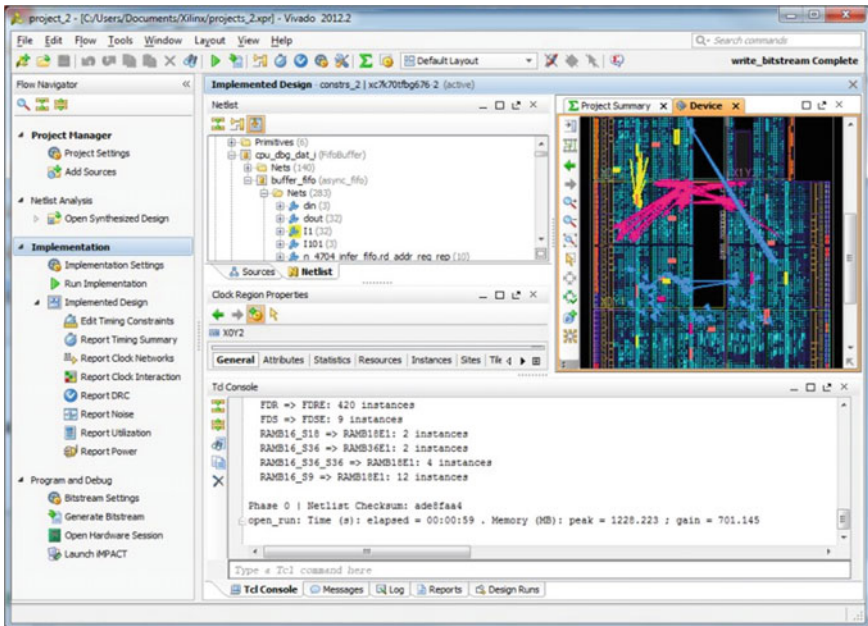 project_2 - [C:/Users/Documents/Xilinx/projects_2.xpr] - Vivado 2012.2
File Edit Flow Tools Window Layout View Help
Search commands
Default Layout
write_bitstream Complete
Flow Navigator
Project Manager
Project Settings
Add Sources
Netlist Analysis
Open Synthesized Design
Implementation
Implementation Settings
Run Implementation
Implemented Design
Edit Timing Constraints
Report Timing Summary
Report Clock Networks
Report Clock Interaction
Report DRC
Report Noise
Report Utilization
Report Power
Program and Debug
Bitstream Settings
Generate Bitstream
Open Hardware Session
Launch iMPACT
Implemented Design - constrs_2 | xc7k70tfbg676-2 (active)
Netlist
Primitives (6)
cpu_dbg_dat_i (FifoBuffer)
Nets (140)
buffer_fifo (async_fifo)
Nets (283)
din (3)
dout (32)
I1 (32)
I101 (3)
n_4704_infer_fifo.rd_addr_reg_rep (10)
Sources Netlist
Clock Region Properties
X0Y2
General Attributes Statistics Resources Instances Sites
Project Summary Device
X1Y2
X0Y1
Tcl Console
FDR => FDRE: 420 instances
FDS => FDSE: 9 instances
RAMB16_S18 => RAMB18E1: 2 instances
RAMB16_S36 => RAMB36E1: 2 instances
RAMB16_S36_S36 => RAMB18E1: 4 instances
RAMB16_S9 => RAMB18E1: 12 instances
Phase 0 | Netlist Checksum: ade8faa4
open_run: Time (s): elapsed = 00:00:59 . Memory (MB): peak = 1228.223 ; gain = 701.145
Type a Tcl command here
Tcl Console Messages Log Reports Design Runs